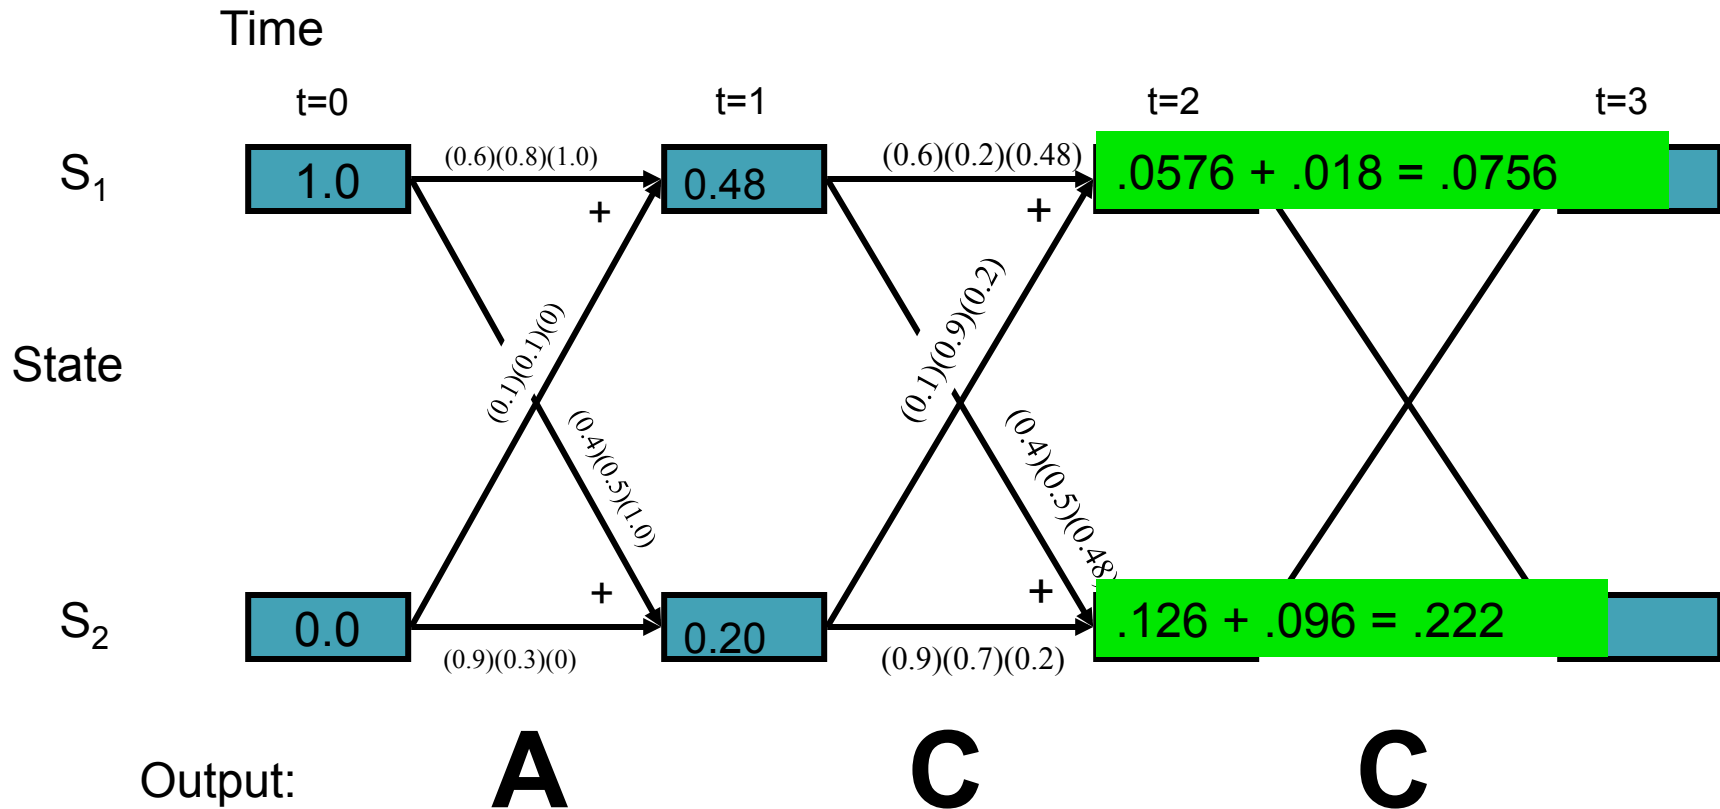 Time
t=0
t=1
t=2
t=3
S1
1.0
(0.6)(0.8)(1.0)
+
0.48
(0.6)(0.2)(0.48)
+
.0576 + .018 = .0756
State
(0.1)(0.1)(0)
(0.4)(0.5)(1.0)
(0.1)(0.9)(0.2)
(0.4)(0.5)(0.48)
S2
0.0
+
(0.9)(0.3)(0)
0.20
+
(0.9)(0.7)(0.2)
.126 + .096 = .222
Output:
A
C
C